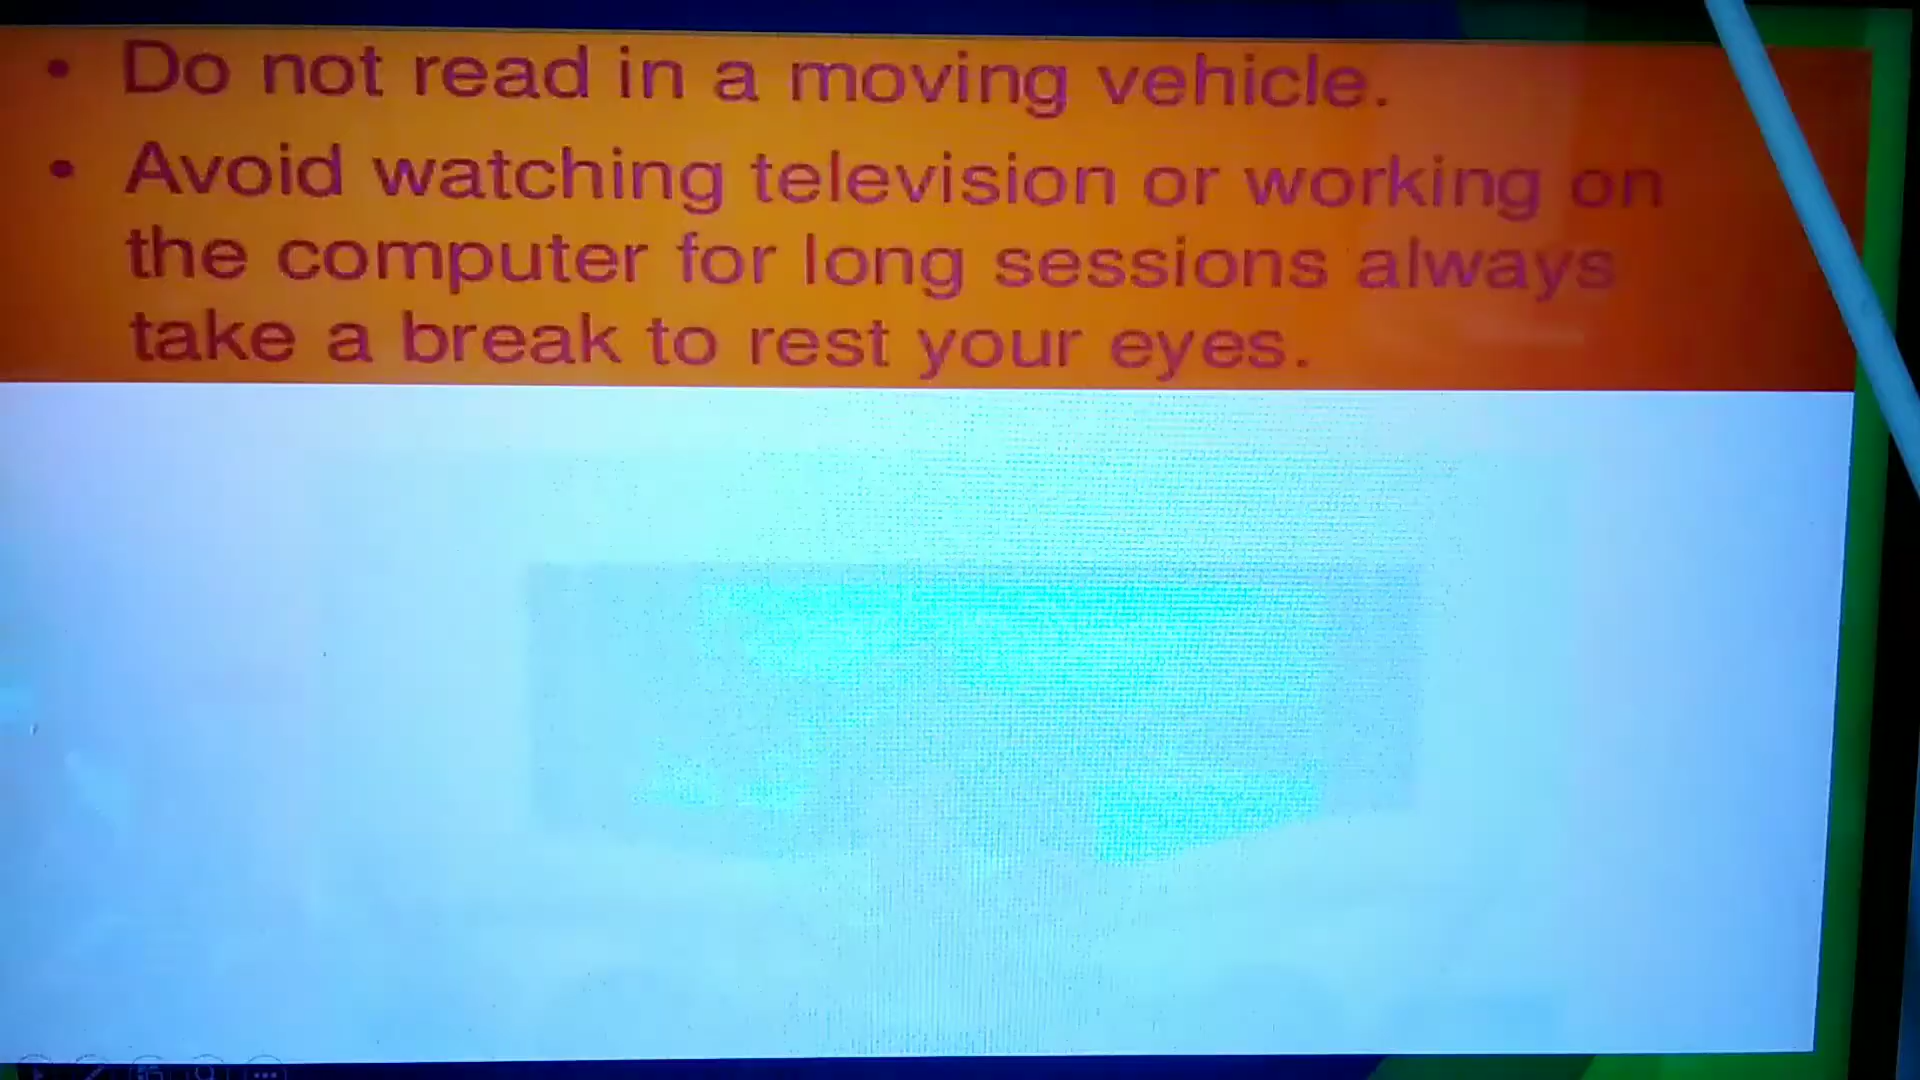 • Do not read in a moving vehicle.
• Avoid watching television or working on
the computer for long sessions always
take a break to rest your eyes.